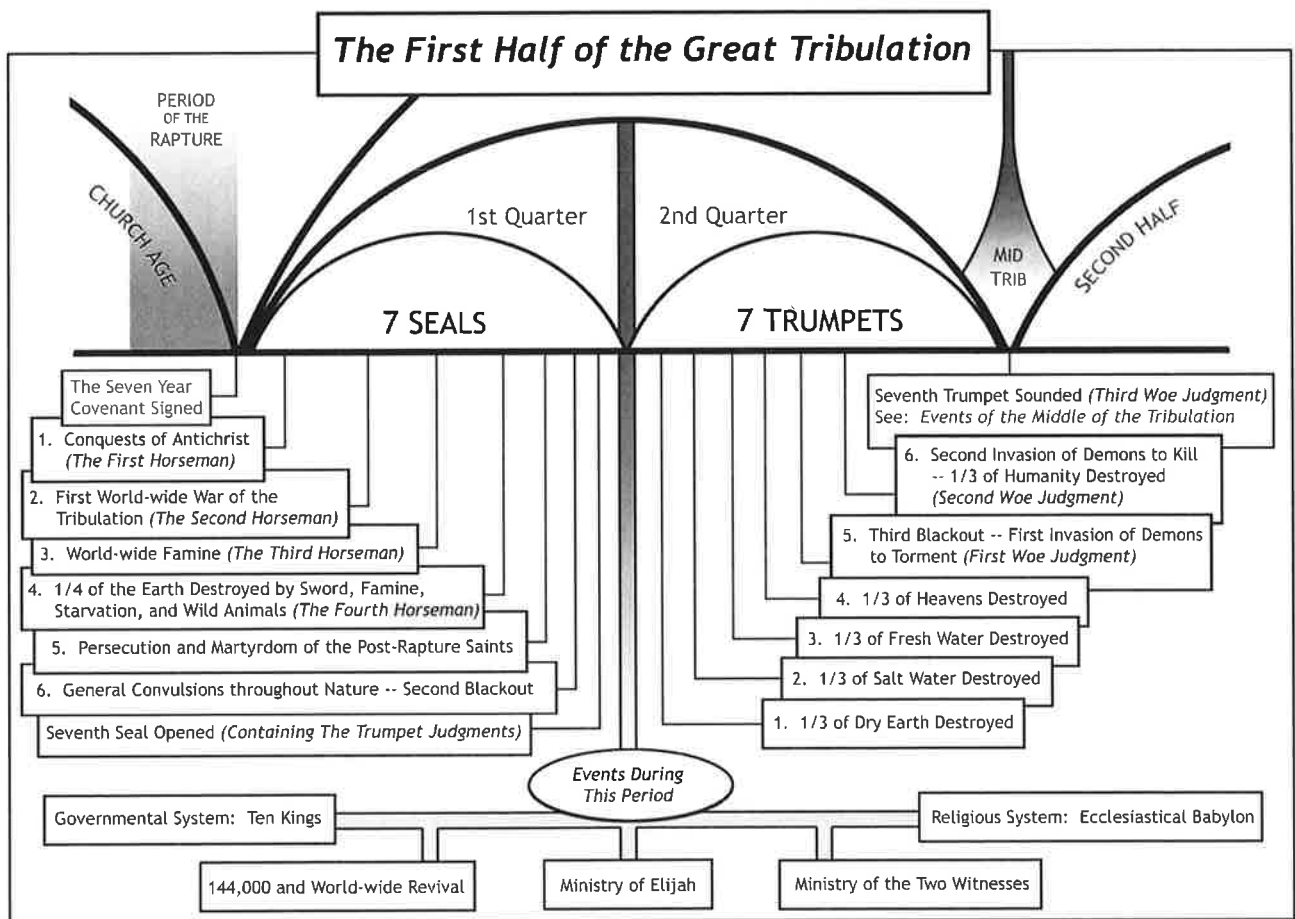 The First Half of the Great Tribulation
PERIOD
OF THE
RAPTURE
CHURCH AGE
1st Quarter
2nd Quarter
MID
TRIB
SECOND HALF
7 SEALS
7 TRUMPETS
The Seven Year
Covenant Signed
1. Conquests of Antichrist
(The First Horseman)
2. First World-wide War of the
Tribulation (The Second Horseman)
3. World-wide Famine (The Third Horseman)
4. 1/4 of the Earth Destroyed by Sword, Famine,
Starvation, and Wild Animals (The Fourth Horseman)
5. Persecution and Martyrdom of the Post-Rapture Saints
6. General Convulsions throughout Nature -- Second Blackout
Seventh Seal Opened (Containing The Trumpet Judgments)
Seventh Trumpet Sounded (Third Woe Judgment)
See: Events of the Middle of the Tribulation
6. Second Invasion of Demons to Kill
-- 1/3 of Humanity Destroyed
(Second Woe Judgment)
5. Third Blackout -- First Invasion of Demons
to Torment (First Woe Judgment)
4. 1/3 of Heavens Destroyed
3. 1/3 of Fresh Water Destroyed
2. 1/3 of Salt Water Destroyed
1. 1/3 of Dry Earth Destroyed
Events During
This Period
Governmental System: Ten Kings
Religious System: Ecclesiastical Babylon
144,000 and World-wide Revival
Ministry of Elijah
Ministry of the Two Witnesses